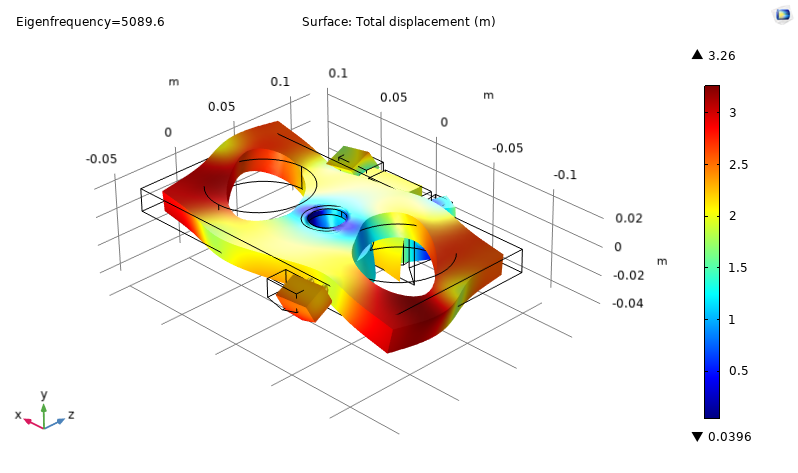 Eigenfrequency=5089.6
Surface: Total displacement (m)
▲ 3.26
m
0.1
0.1
0.05
0.05
m
0
0
-0.05
-0.05
-0.1
0.02
0
m
-0.02
-0.04
3
2.5
2
1.5
1
0.5
▼ 0.0396
y
x
z